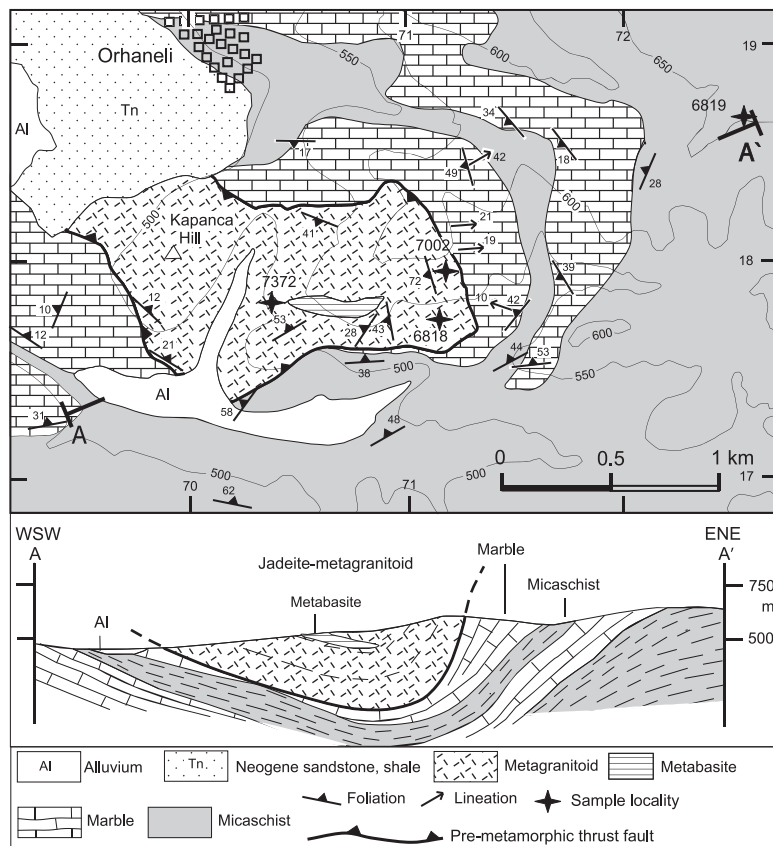 71
72
600
650
19
550
Orhaneli
6819
Tn
34
A`
Al
17
42
18
49
28
600
500
Kapanca
Hill
41
21
7002
19
18
7372
72
39
10
12
10
42
12
53
28
43
6818
21
44
53
600
38
500
550
Al
31
58
A
48
0
0.5
1 km
500
500
70
71
62
17
WSW
A
ENE
A'
Marble
Jadeite-metagranitoid
Micaschist
750
m
Metabasite
Al
500
Al Alluvium
Tn Neogene sandstone, shale
Metagranitoid
Metabasite
Marble
Micaschist
Foliation
Lineation
Sample locality
Pre-metamorphic thrust fault